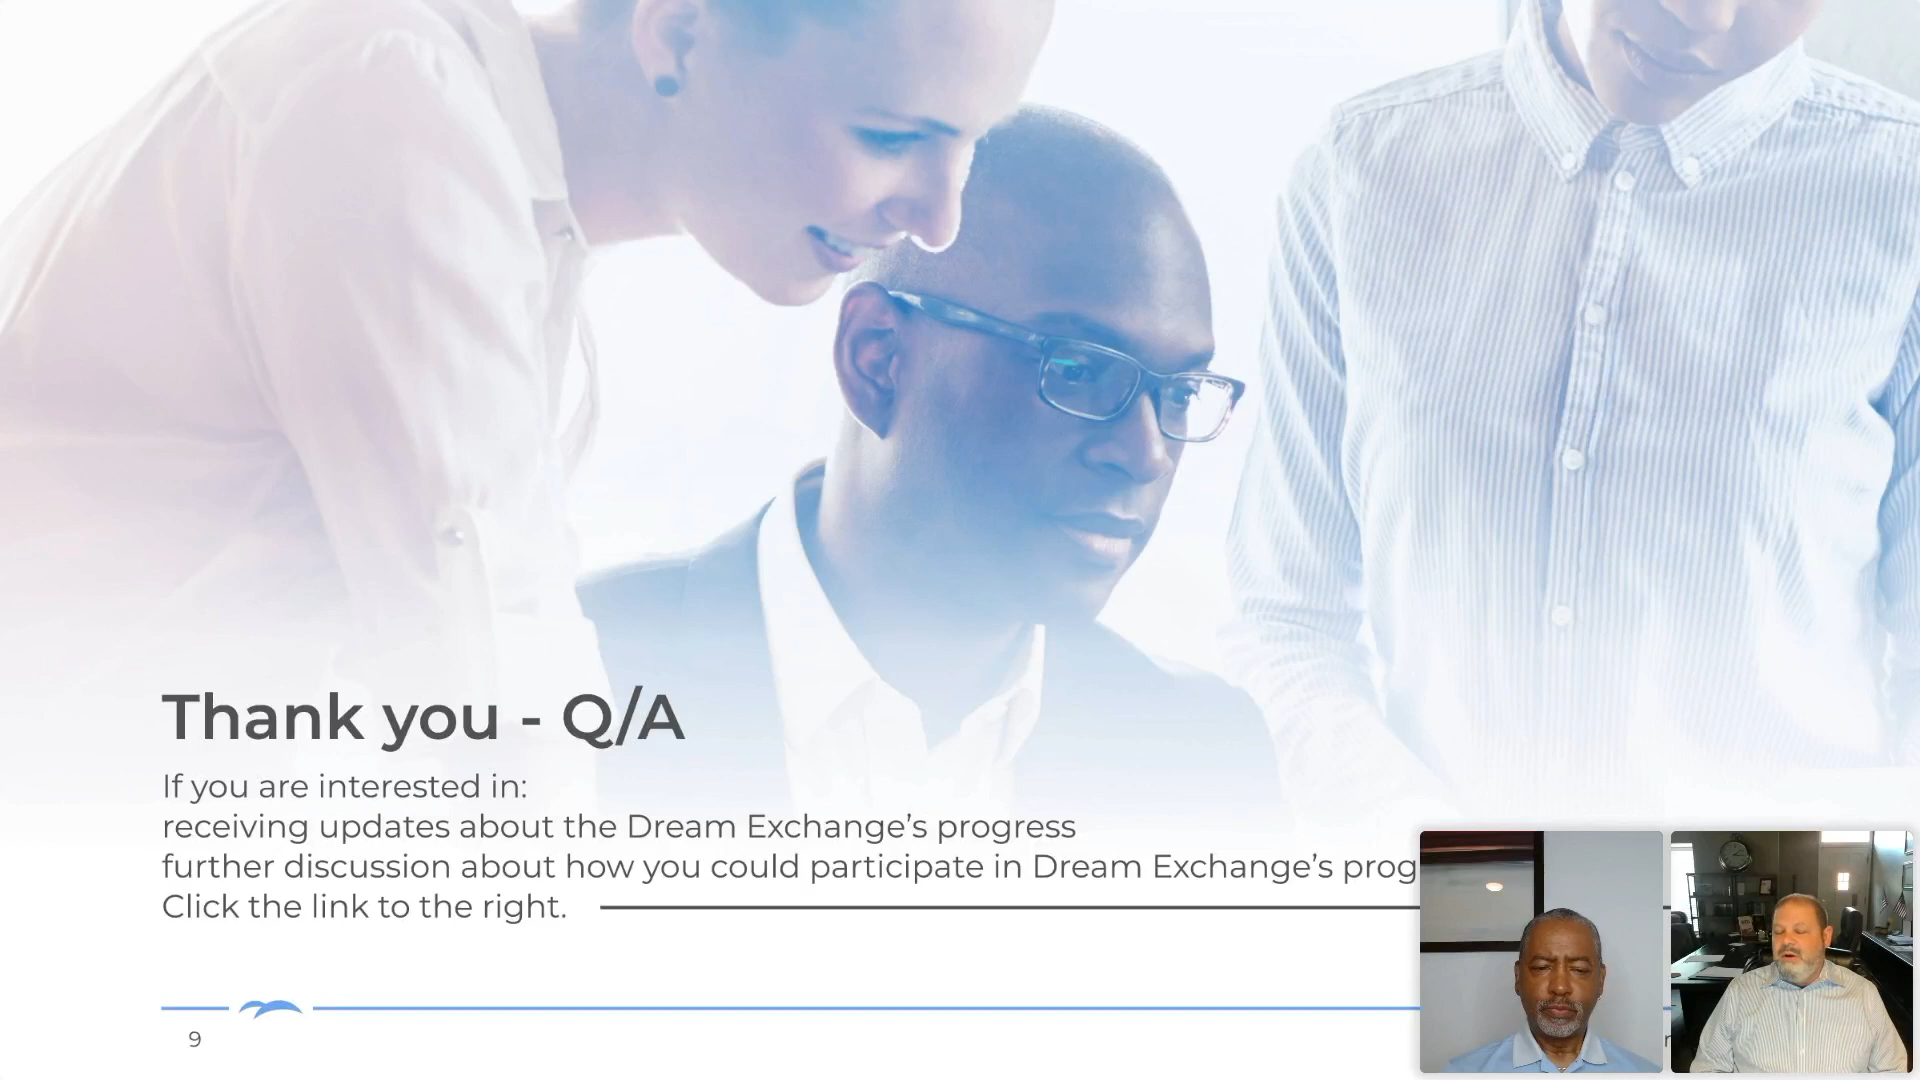 Thank you - Q/A
If you are interested in:
receiving updates about the Dream Exchange’s progress
further discussion about how you could participate in Dream Exchange’s prog
Click the link to the right.
9